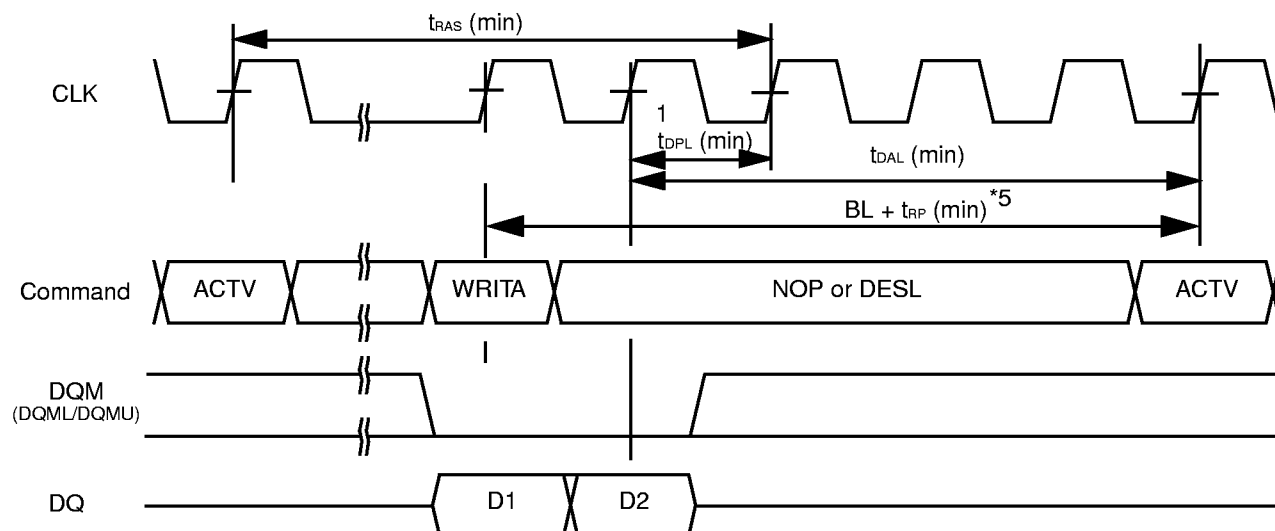 tRAS (min)
CLK
1
tDPL (min)
tDAL (min)
BL + tRP (min) *5
Command
ACTV
WRITA
NOP or DESL
ACTV
DQM
(DQML/DQMU)
DQ
D1
D2